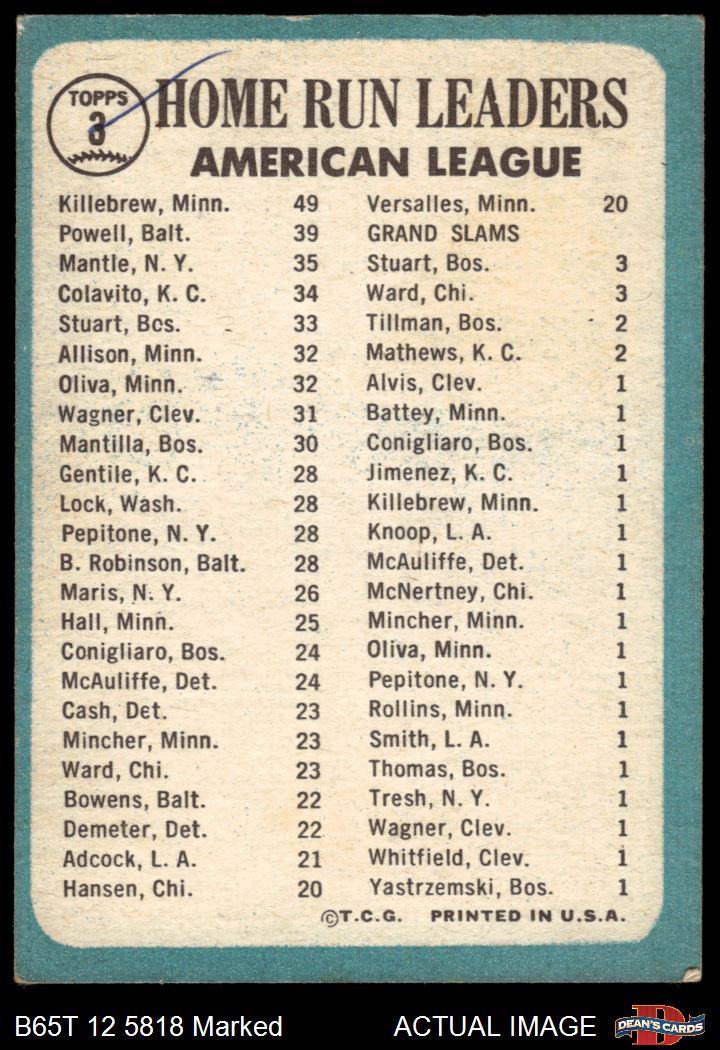 TOPPS
3
HOME RUN LEADERS
AMERICAN LEAGUE
Killebrew, Minn. 49
Powell, Balt. 39
Mantle, N. Y. 35
Colavito, K. C. 34
Stuart, Bos. 33
Allison, Minn. 32
Oliva, Minn. 32
Wagner, Clev. 31
Mantilla, Bos. 30
Gentile, K. C. 28
Lock, Wash. 28
Pepitone, N. Y. 28
B. Robinson, Balt. 28
Maris, N. Y. 26
Hall, Minn. 25
Conigliaro, Bos. 24
McAuliffe, Det. 24
Cash, Det. 23
Mincher, Minn. 23
Ward, Chi. 23
Bowens, Balt. 22
Demeter, Det. 22
Adcock, L. A. 21
Hansen, Chi. 20
Versalles, Minn. 20
GRAND SLAMS
Stuart, Bos. 3
Ward, Chi. 3
Tillman, Bos. 2
Mathews, K. C. 2
Alvis, Clev. 1
Battey, Minn. 1
Conigliaro, Bos. 1
Jimenez, K. C. 1
Killebrew, Minn. 1
Knoop, L. A. 1
McAuliffe, Det. 1
McNertney, Chi. 1
Mincher, Minn. 1
Oliva, Minn. 1
Pepitone, N. Y. 1
Rollins, Minn. 1
Smith, L. A. 1
Thomas, Bos. 1
Tresh, N. Y. 1
Wagner, Clev. 1
Whitfield, Clev. 1
Yastrzemski, Bos. 1
©T.C.G. PRINTED IN U.S.A.
B65T 12 5818 Marked ACTUAL IMAGE
DEAN'S CARDS